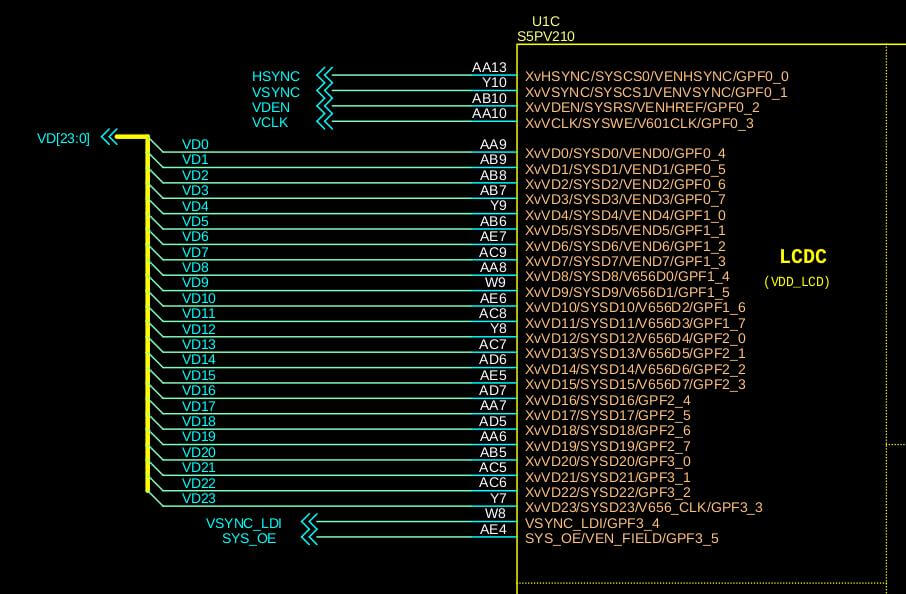 U1C
S5PV210
HSYNC AA13 XvHSYNC/SYSCS0/VENHSYNC/GPF0_0
VSYNC Y10 XvVSYNC/SYSCS1/VENVSYNC/GPF0_1
VDEN AB10 XvVDEN/SYSRS/VENHREF/GPF0_2
VCLK AA10 XvVCLK/SYSWE/V601CLK/GPF0_3
VD[23:0]
VD0 AA9 XvVD0/SYSD0/VEND0/GPF0_4
VD1 AB9 XvVD1/SYSD1/VEND1/GPF0_5
VD2 AB8 XvVD2/SYSD2/VEND2/GPF0_6
VD3 AB7 XvVD3/SYSD3/VEND3/GPF0_7
VD4 Y9 XvVD4/SYSD4/VEND4/GPF1_0
VD5 AB6 XvVD5/SYSD5/VEND5/GPF1_1
VD6 AE7 XvVD6/SYSD6/VEND6/GPF1_2
VD7 AC9 XvVD7/SYSD7/VEND7/GPF1_3
VD8 AA8 XvVD8/SYSD8/V656D0/GPF1_4
VD9 W9 XvVD9/SYSD9/V656D1/GPF1_5
VD10 AE6 XvVD10/SYSD10/V656D2/GPF1_6
VD11 AC8 XvVD11/SYSD11/V656D3/GPF1_7
VD12 Y8 XvVD12/SYSD12/V656D4/GPF2_0
VD13 AC7 XvVD13/SYSD13/V656D5/GPF2_1
VD14 AD6 XvVD14/SYSD14/V656D6/GPF2_2
VD15 AE5 XvVD15/SYSD15/V656D7/GPF2_3
VD16 AD7 XvVD16/SYSD16/GPF2_4
VD17 AA7 XvVD17/SYSD17/GPF2_5
VD18 AD5 XvVD18/SYSD18/GPF2_6
VD19 AA6 XvVD19/SYSD19/GPF2_7
VD20 AB5 XvVD20/SYSD20/GPF3_0
VD21 AC5 XvVD21/SYSD21/GPF3_1
VD22 AC6 XvVD22/SYSD22/GPF3_2
VD23 Y7 XvVD23/SYSD23/V656_CLK/GPF3_3
VSYNC_LDI W8 VSYNC_LDI/GPF3_4
SYS_OE AE4 SYS_OE/VEN_FIELD/GPF3_5
LCDC
(VDD_LCD)